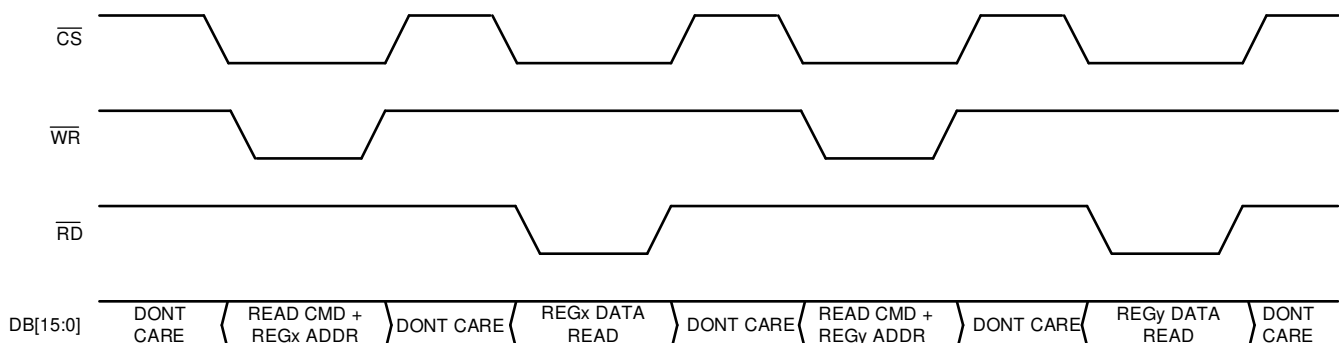 CS
WR
RD
DB[15:0]
DONT
CARE
READ CMD +
REGx ADDR
DONT CARE
REGx DATA
READ
DONT CARE
READ CMD +
REGy ADDR
DONT CARE
REGy DATA
READ
DONT
CARE